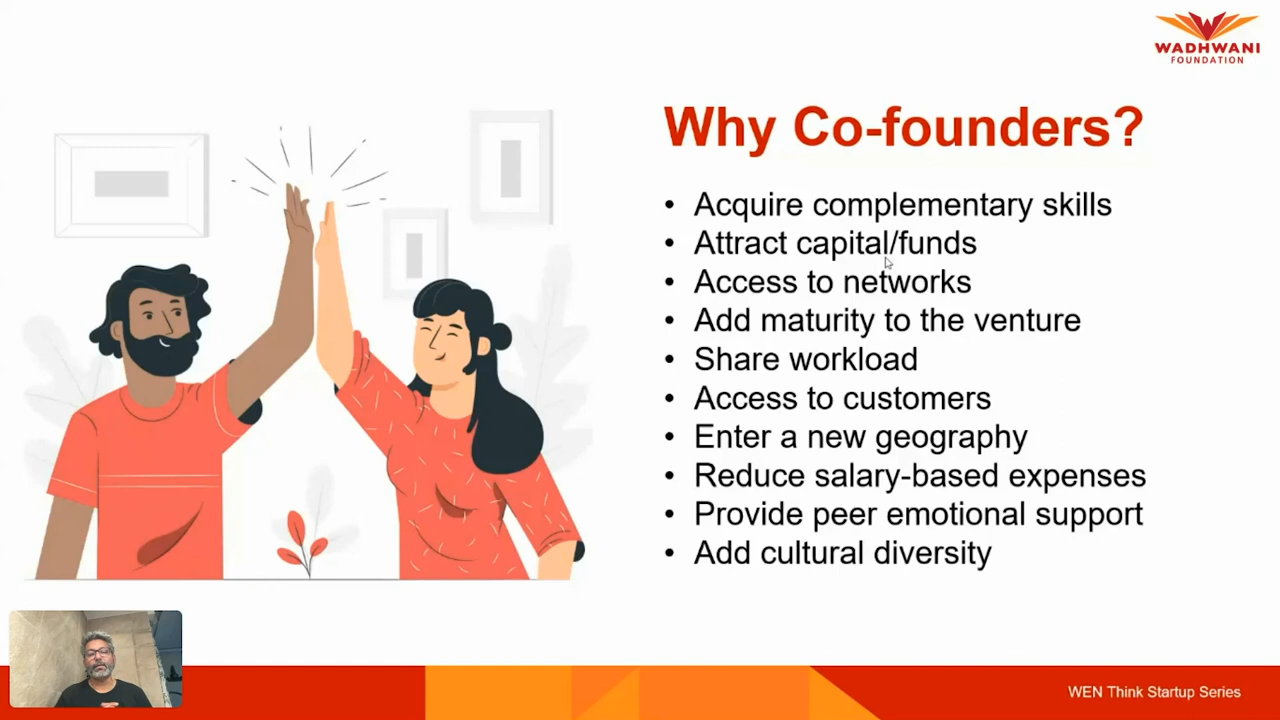 WADHWANI
FOUNDATION
Why Co-founders?
• Acquire complementary skills
• Attract capital/funds
• Access to networks
• Add maturity to the venture
• Share workload
• Access to customers
• Enter a new geography
• Reduce salary-based expenses
• Provide peer emotional support
• Add cultural diversity
WEN Think Startup Series